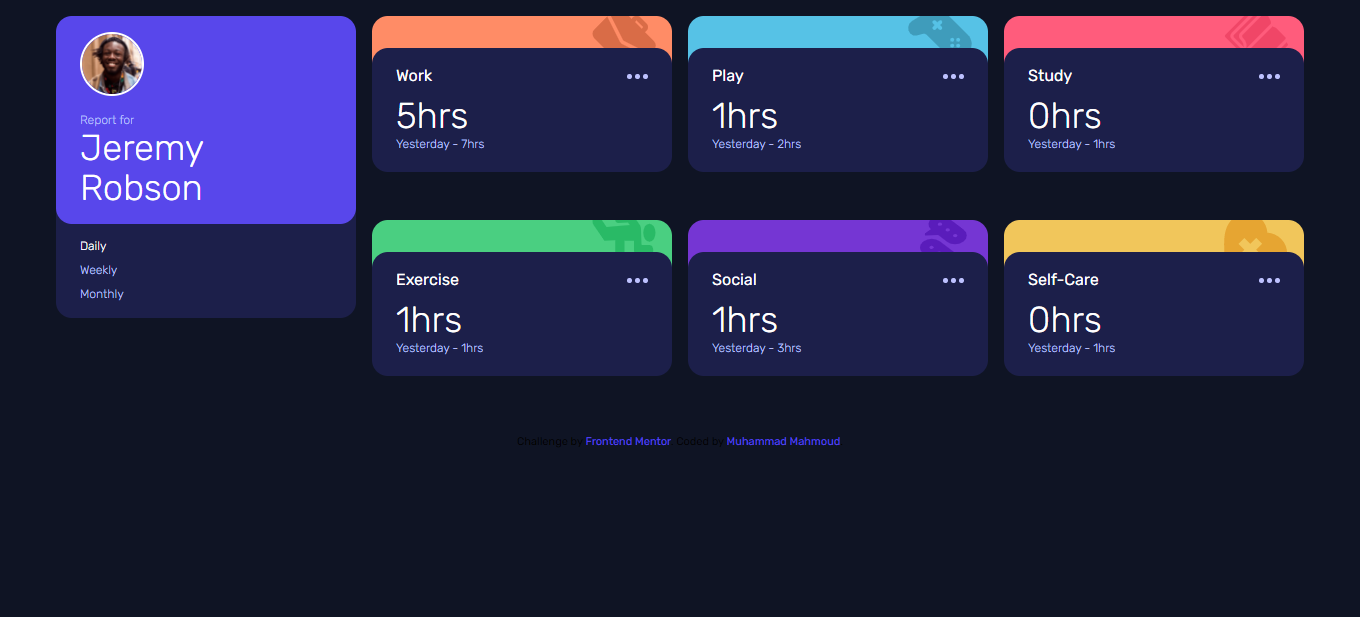 Report for
Jeremy
Robson
Daily
Weekly
Monthly
Work
5hrs
Yesterday - 7hrs
Play
1hrs
Yesterday - 2hrs
Study
0hrs
Yesterday - 1hrs
Exercise
1hrs
Yesterday - 1hrs
Social
1hrs
Yesterday - 3hrs
Self-Care
0hrs
Yesterday - 1hrs
Challenge by Frontend Mentor. Coded by Muhammad Mahmoud